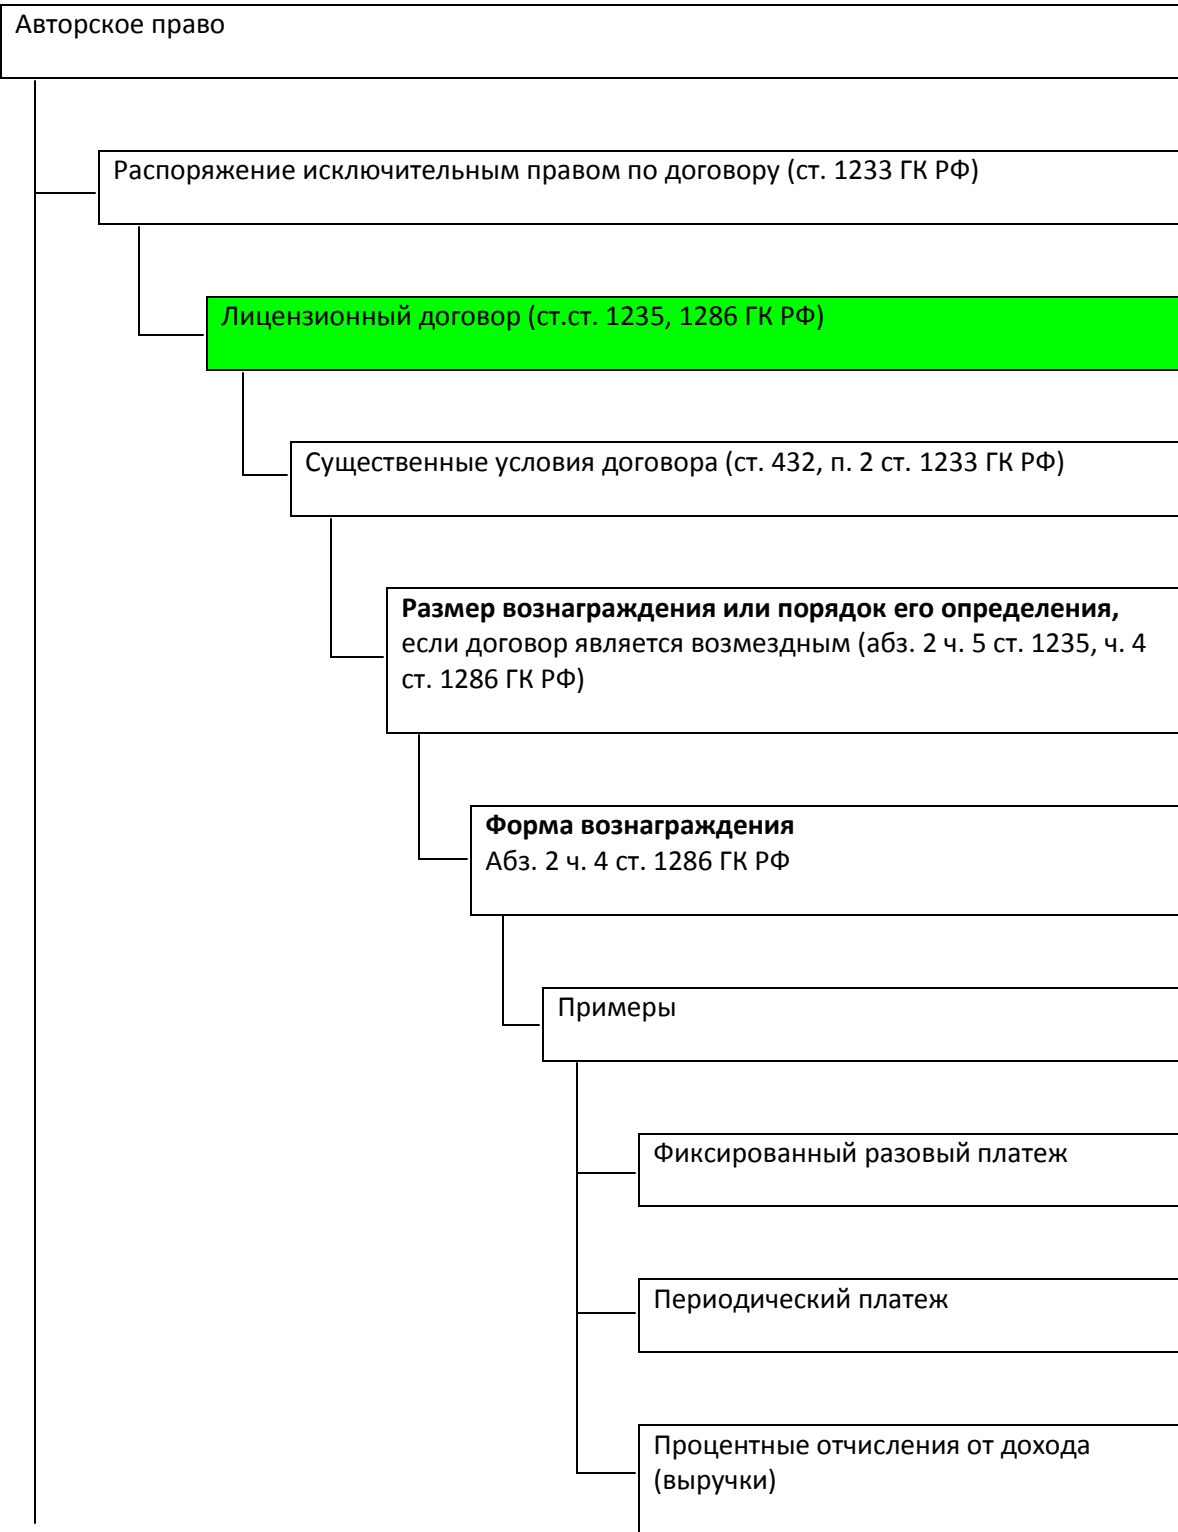 Авторское право
Распоряжение исключительным правом по договору (ст. 1233 ГК РФ)
Лицензионный договор (ст.ст. 1235, 1286 ГК РФ)
Существенные условия договора (ст. 432, п. 2 ст. 1233 ГК РФ)
Размер вознаграждения или порядок его определения,
если договор является возмездным (абз. 2 ч. 5 ст. 1235, ч. 4
ст. 1286 ГК РФ)
Форма вознаграждения
Абз. 2 ч. 4 ст. 1286 ГК РФ
Примеры
Фиксированный разовый платеж
Периодический платеж
Процентные отчисления от дохода
(выручки)